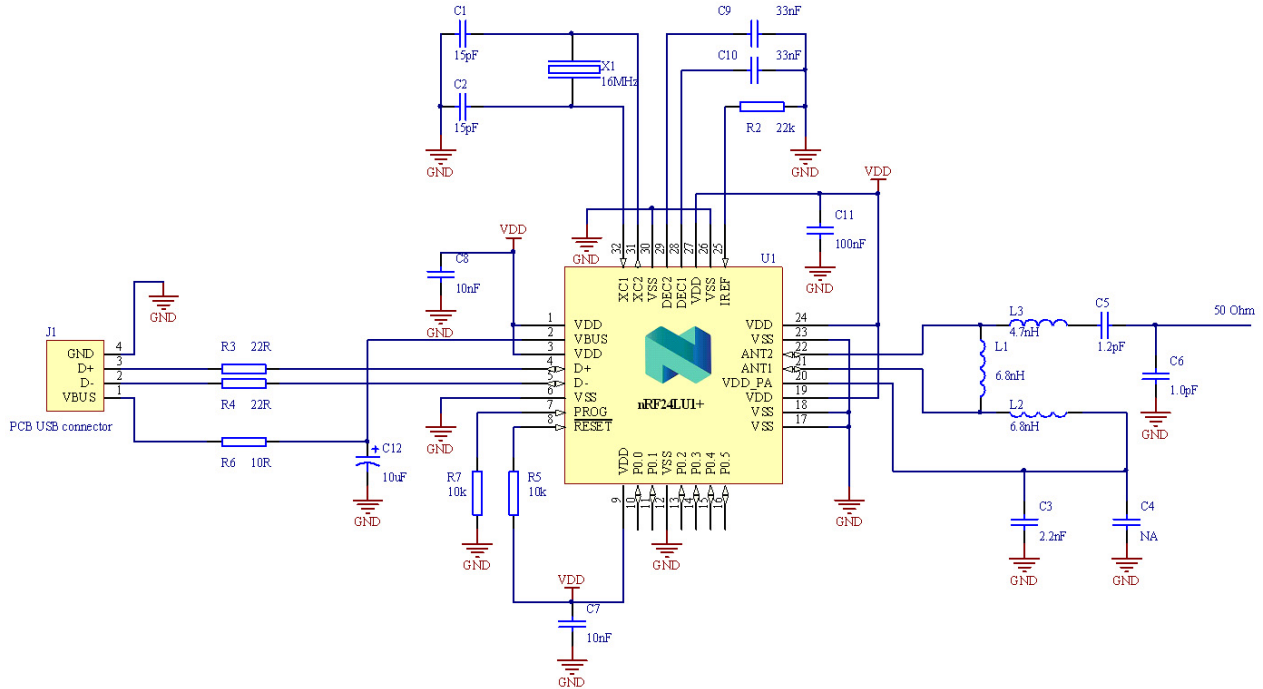 C1
15pF
C2
15pF
GND
X1
16MHz
C9 33nF
C10 33nF
R2 22k
GND
VDD
C11
100nF
GND
GND
VDD
C8
10nF
GND
GND
J1
GND 4
D+ 3
D- 2
VBUS 1
PCB USB connector
R3 22R
R4 22R
R6 10R
C12
+
10uF
GND
U1
32 31 30 29 28 27 26 25
XC1 XC2 VSS DEC2 DEC1 VDD VSS IREF
1 VDD
2 VBUS
3 VDD
4 D+
5 D-
6 VSS
7 PROG
8 RESET
nRF24LU1+
VDD 24
VSS 23
ANT2 22
ANT1 21
VDD_PA 20
VDD 19
VSS 18
VSS 17
VDD P0.0 P0.1 VSS P0.2 P0.3 P0.4 P0.5
9 10 11 12 13 14 15 16
GND
R7
10k
GND
R5
10k
GND
VDD
C7
10nF
GND
GND
L3
4.7nH
C5
1.2pF
50 Ohm
L1
6.8nH
L2
6.8nH
C6
1.0pF
GND
C3
2.2nF
GND
C4
NA
GND